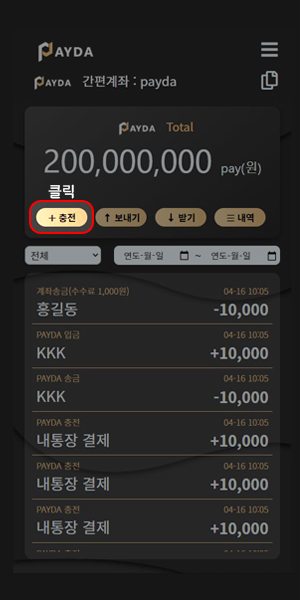 PAYDA
PAYDA 간편계좌 : payda
PAYDA Total
200,000,000 pay(원)
클릭
+ 충전 ↑ 보내기 ↓ 받기 ☰ 내역
전체 연도-월-일 ~ 연도-월-일
계좌송금(수수료 1,000원) 04-16 10:05
홍길동 -10,000
PAYDA 입금 04-16 10:05
KKK +10,000
PAYDA 송금 04-16 10:05
KKK -10,000
PAYDA 충전 04-16 10:05
내통장 결제 +10,000
PAYDA 충전 04-16 10:05
내통장 결제 +10,000
PAYDA 충전 04-16 10:05
내통장 결제 +10,000